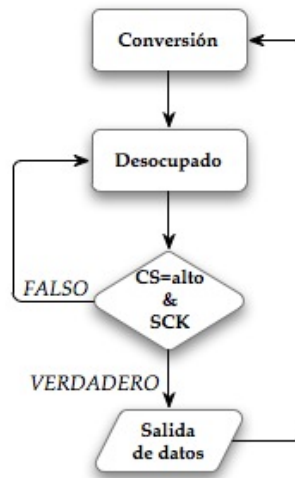 Conversión
Desocupado
CS=alto
&
SCK
FALSO
VERDADERO
Salida
de datos